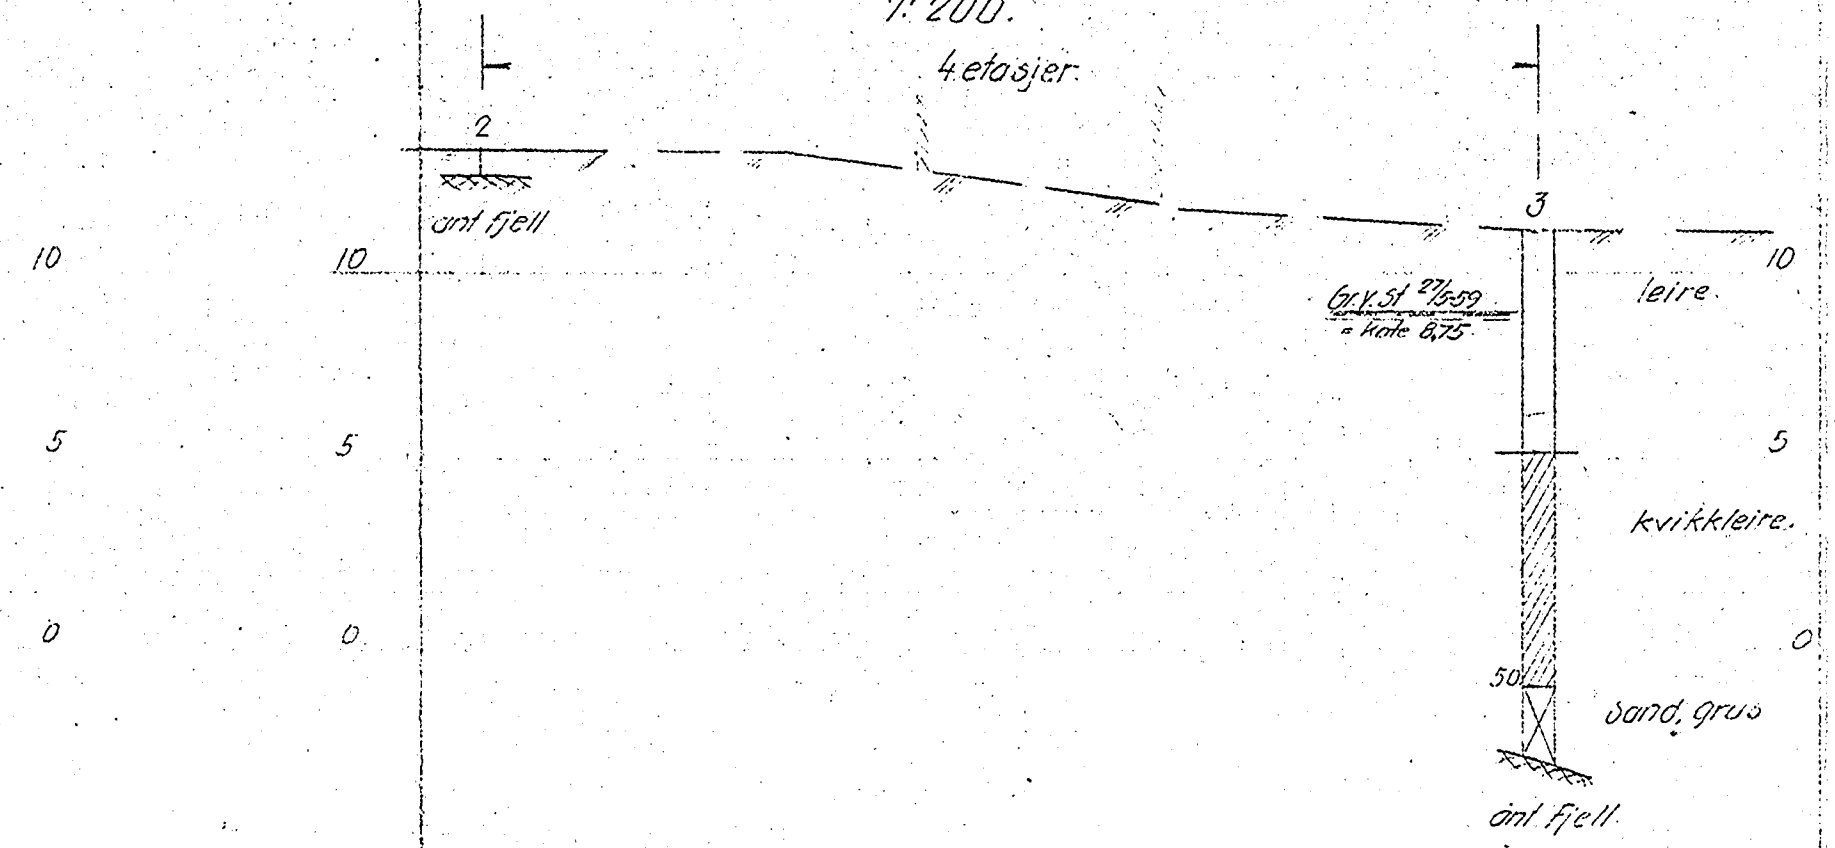 1:200.
4.etasjer.
2
3
ant fjell
10
10
10
leire.
Gr.v.st 27/5-59
= kote 8,75
5
5
5
kvikkleire.
0
0
0
50
sand, grus
ant fjell.